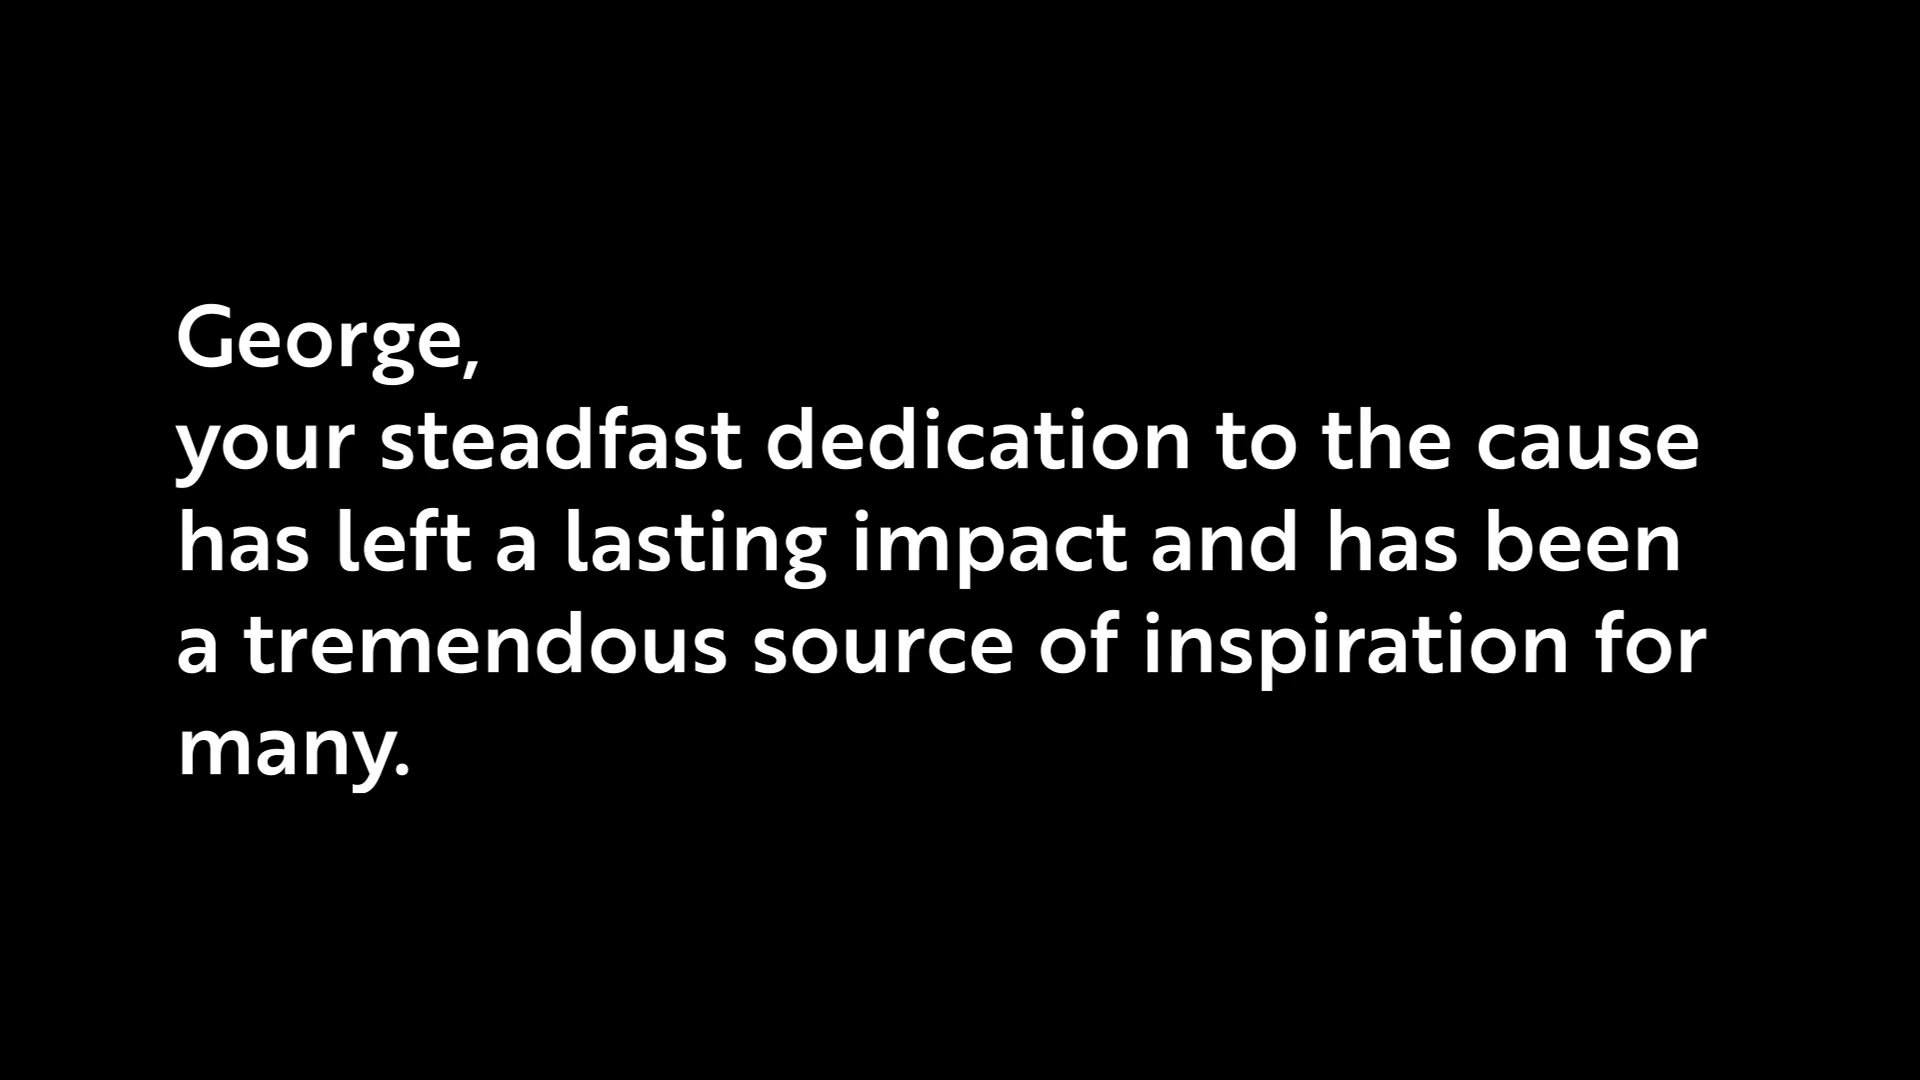 George,
your steadfast dedication to the cause
has left a lasting impact and has been
a tremendous source of inspiration for
many.